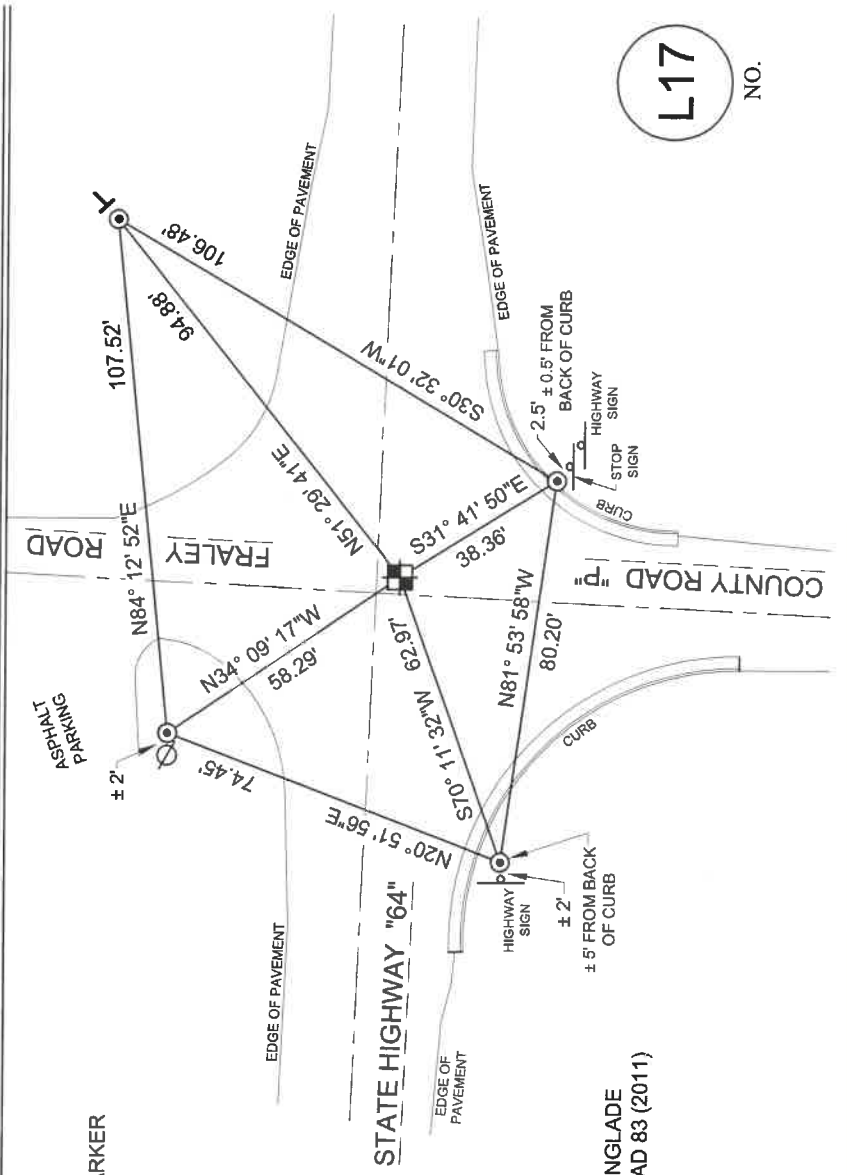 ARKER
ASPHALT
PARKING
± 2'
FRALEY ROAD
N84° 12' 52"E
107.52'
94.88'
106.48'
EDGE OF PAVEMENT
N34° 09' 17"W
58.29'
N51° 29' 41"E
S30° 32' 01"W
74.45'
N20° 51' 56"E
EDGE OF PAVEMENT
STATE HIGHWAY "64"
S70° 11' 32"W
62.97'
S31° 41' 50"E
38.36'
EDGE OF PAVEMENT
2.5' ± 0.5' FROM
BACK OF CURB
HIGHWAY
SIGN
STOP
SIGN
CURB
N81° 53' 58"W
80.20'
COUNTY ROAD "P"
CURB
HIGHWAY
SIGN
± 2'
± 5' FROM BACK
OF CURB
EDGE OF
PAVEMENT
NGLADE
AD 83 (2011)
L17
NO.